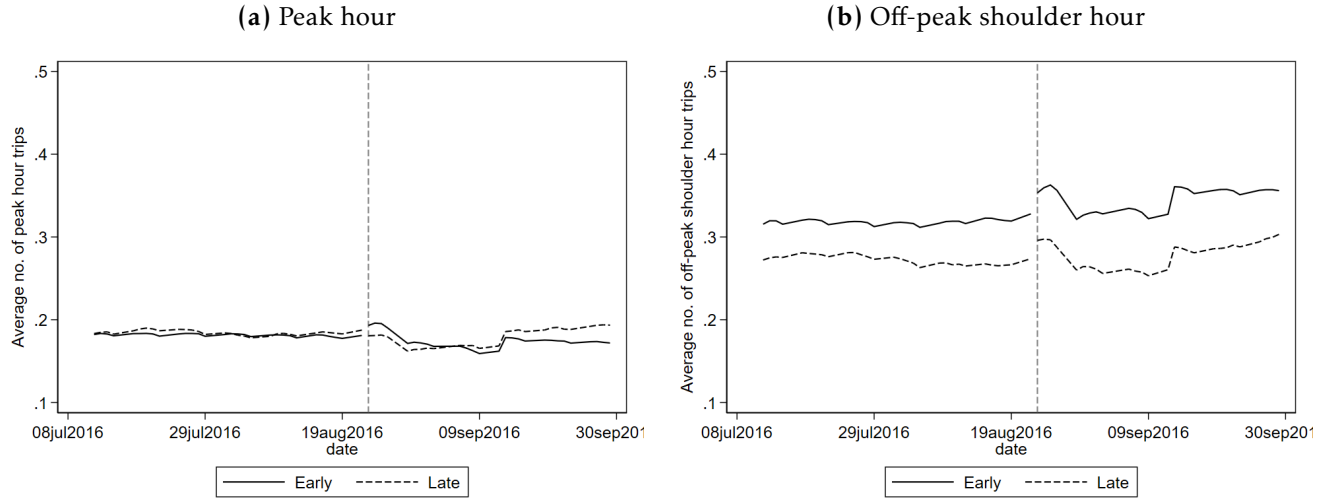 (a) Peak hour
Average no. of peak hour trips
.5
.4
.3
.2
.1
08jul2016
29jul2016
19aug2016
09sep2016
30sep201
date
Early
Late
(b) Off-peak shoulder hour
Average no. of off-peak shoulder hour trips
.5
.4
.3
.2
.1
08jul2016
29jul2016
19aug2016
09sep2016
30sep201
date
Early
Late